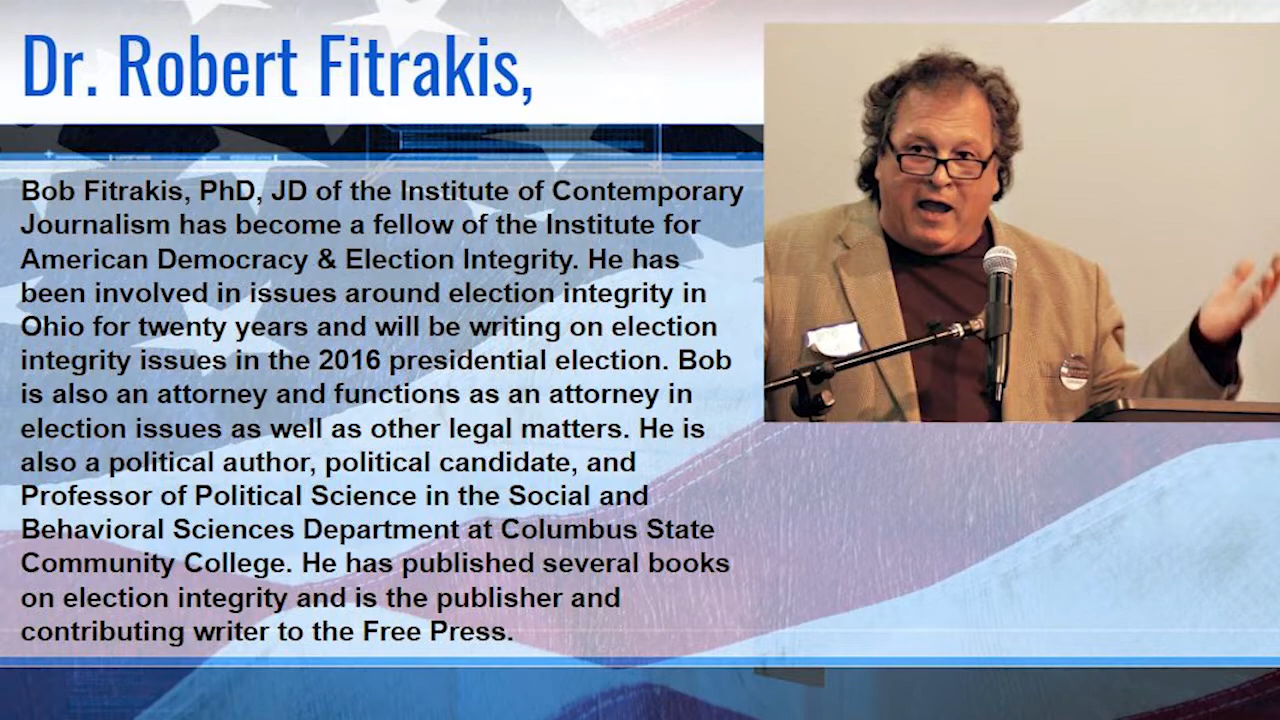 Dr. Robert Fitrakis,
Bob Fitrakis, PhD, JD of the Institute of Contemporary
Journalism has become a fellow of the Institute for
American Democracy & Election Integrity. He has
been involved in issues around election integrity in
Ohio for twenty years and will be writing on election
integrity issues in the 2016 presidential election. Bob
is also an attorney and functions as an attorney in
election issues as well as other legal matters. He is
also a political author, political candidate, and
Professor of Political Science in the Social and
Behavioral Sciences Department at Columbus State
Community College. He has published several books
on election integrity and is the publisher and
contributing writer to the Free Press.